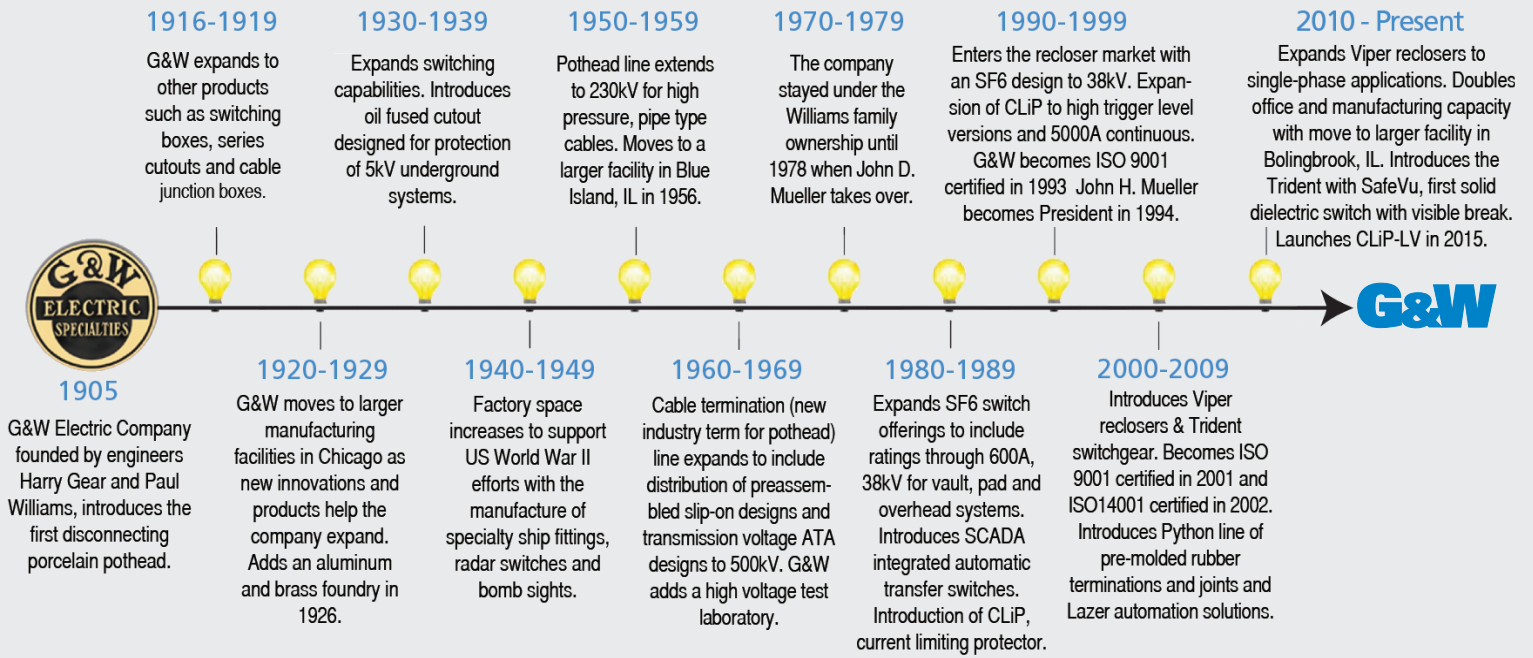 G&W
ELECTRIC
SPECIALTIES
1905
G&W Electric Company
founded by engineers
Harry Gear and Paul
Williams, introduces the
first disconnecting
porcelain pothead.
1916-1919
G&W expands to
other products
such as switching
boxes, series
cutouts and cable
junction boxes.
1920-1929
G&W moves to larger
manufacturing
facilities in Chicago as
new innovations and
products help the
company expand.
Adds an aluminum
and brass foundry in
1926.
1930-1939
Expands switching
capabilities. Introduces
oil fused cutout
designed for protection
of 5kV underground
systems.
1940-1949
Factory space
increases to support
US World War II
efforts with the
manufacture of
specialty ship fittings,
radar switches and
bomb sights.
1950-1959
Pothead line extends
to 230kV for high
pressure, pipe type
cables. Moves to a
larger facility in Blue
Island, IL in 1956.
1960-1969
Cable termination (new
industry term for pothead)
line expands to include
distribution of preassem-
bled slip-on designs and
transmission voltage ATA
designs to 500kV. G&W
adds a high voltage test
laboratory.
1970-1979
The company
stayed under the
Williams family
ownership until
1978 when John D.
Mueller takes over.
1980-1989
Expands SF6 switch
offerings to include
ratings through 600A,
38kV for vault, pad and
overhead systems.
Introduces SCADA
integrated automatic
transfer switches.
Introduction of CLiP,
current limiting protector.
1990-1999
Enters the recloser market with
an SF6 design to 38kV. Expan-
sion of CLiP to high trigger level
versions and 5000A continuous.
G&W becomes ISO 9001
certified in 1993 John H. Mueller
becomes President in 1994.
2000-2009
Introduces Viper
reclosers & Trident
switchgear. Becomes ISO
9001 certified in 2001 and
ISO14001 certified in 2002.
Introduces Python line of
pre-molded rubber
terminations and joints and
Lazer automation solutions.
2010 - Present
Expands Viper reclosers to
single-phase applications. Doubles
office and manufacturing capacity
with move to larger facility in
Bolingbrook, IL. Introduces the
Trident with SafeVu, first solid
dielectric switch with visible break.
Launches CLiP-LV in 2015.
G&W